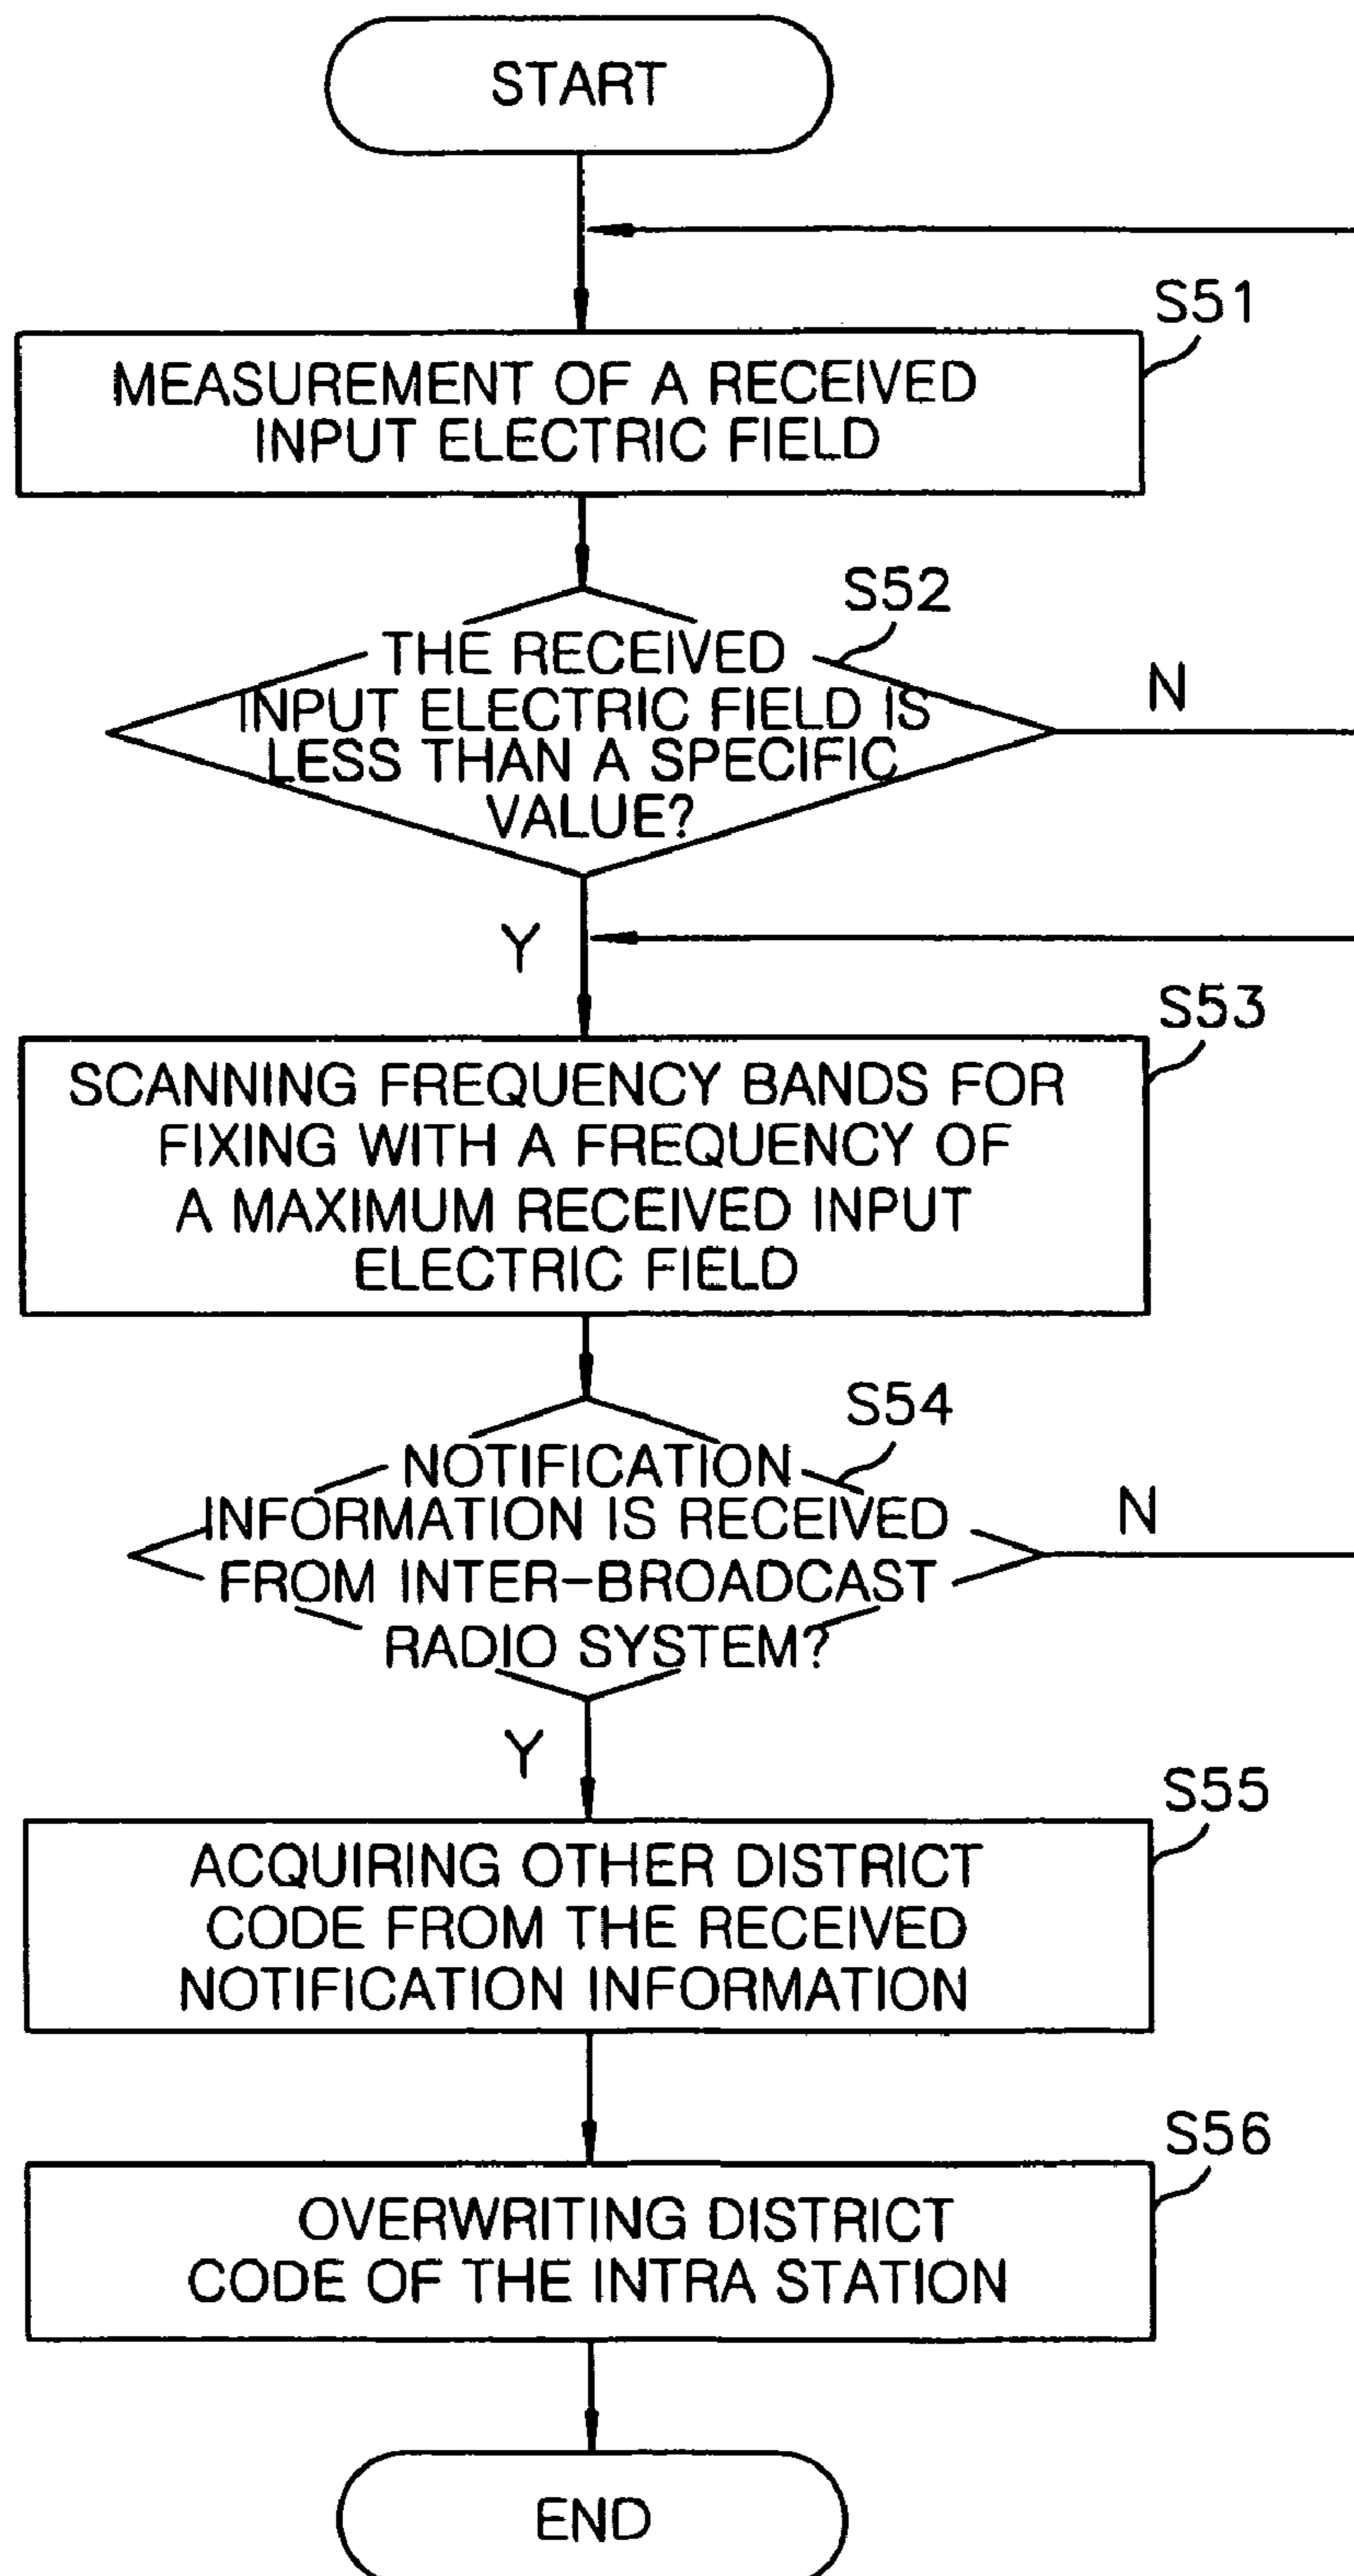 START
S51
MEASUREMENT OF A RECEIVED
INPUT ELECTRIC FIELD
S52
THE RECEIVED
INPUT ELECTRIC FIELD IS
LESS THAN A SPECIFIC
VALUE?
N
Y
S53
SCANNING FREQUENCY BANDS FOR
FIXING WITH A FREQUENCY OF
A MAXIMUM RECEIVED INPUT
ELECTRIC FIELD
S54
NOTIFICATION
INFORMATION IS RECEIVED
FROM INTER-BROADCAST
RADIO SYSTEM?
N
Y
S55
ACQUIRING OTHER DISTRICT
CODE FROM THE RECEIVED
NOTIFICATION INFORMATION
S56
OVERWRITING DISTRICT
CODE OF THE INTRA STATION
END